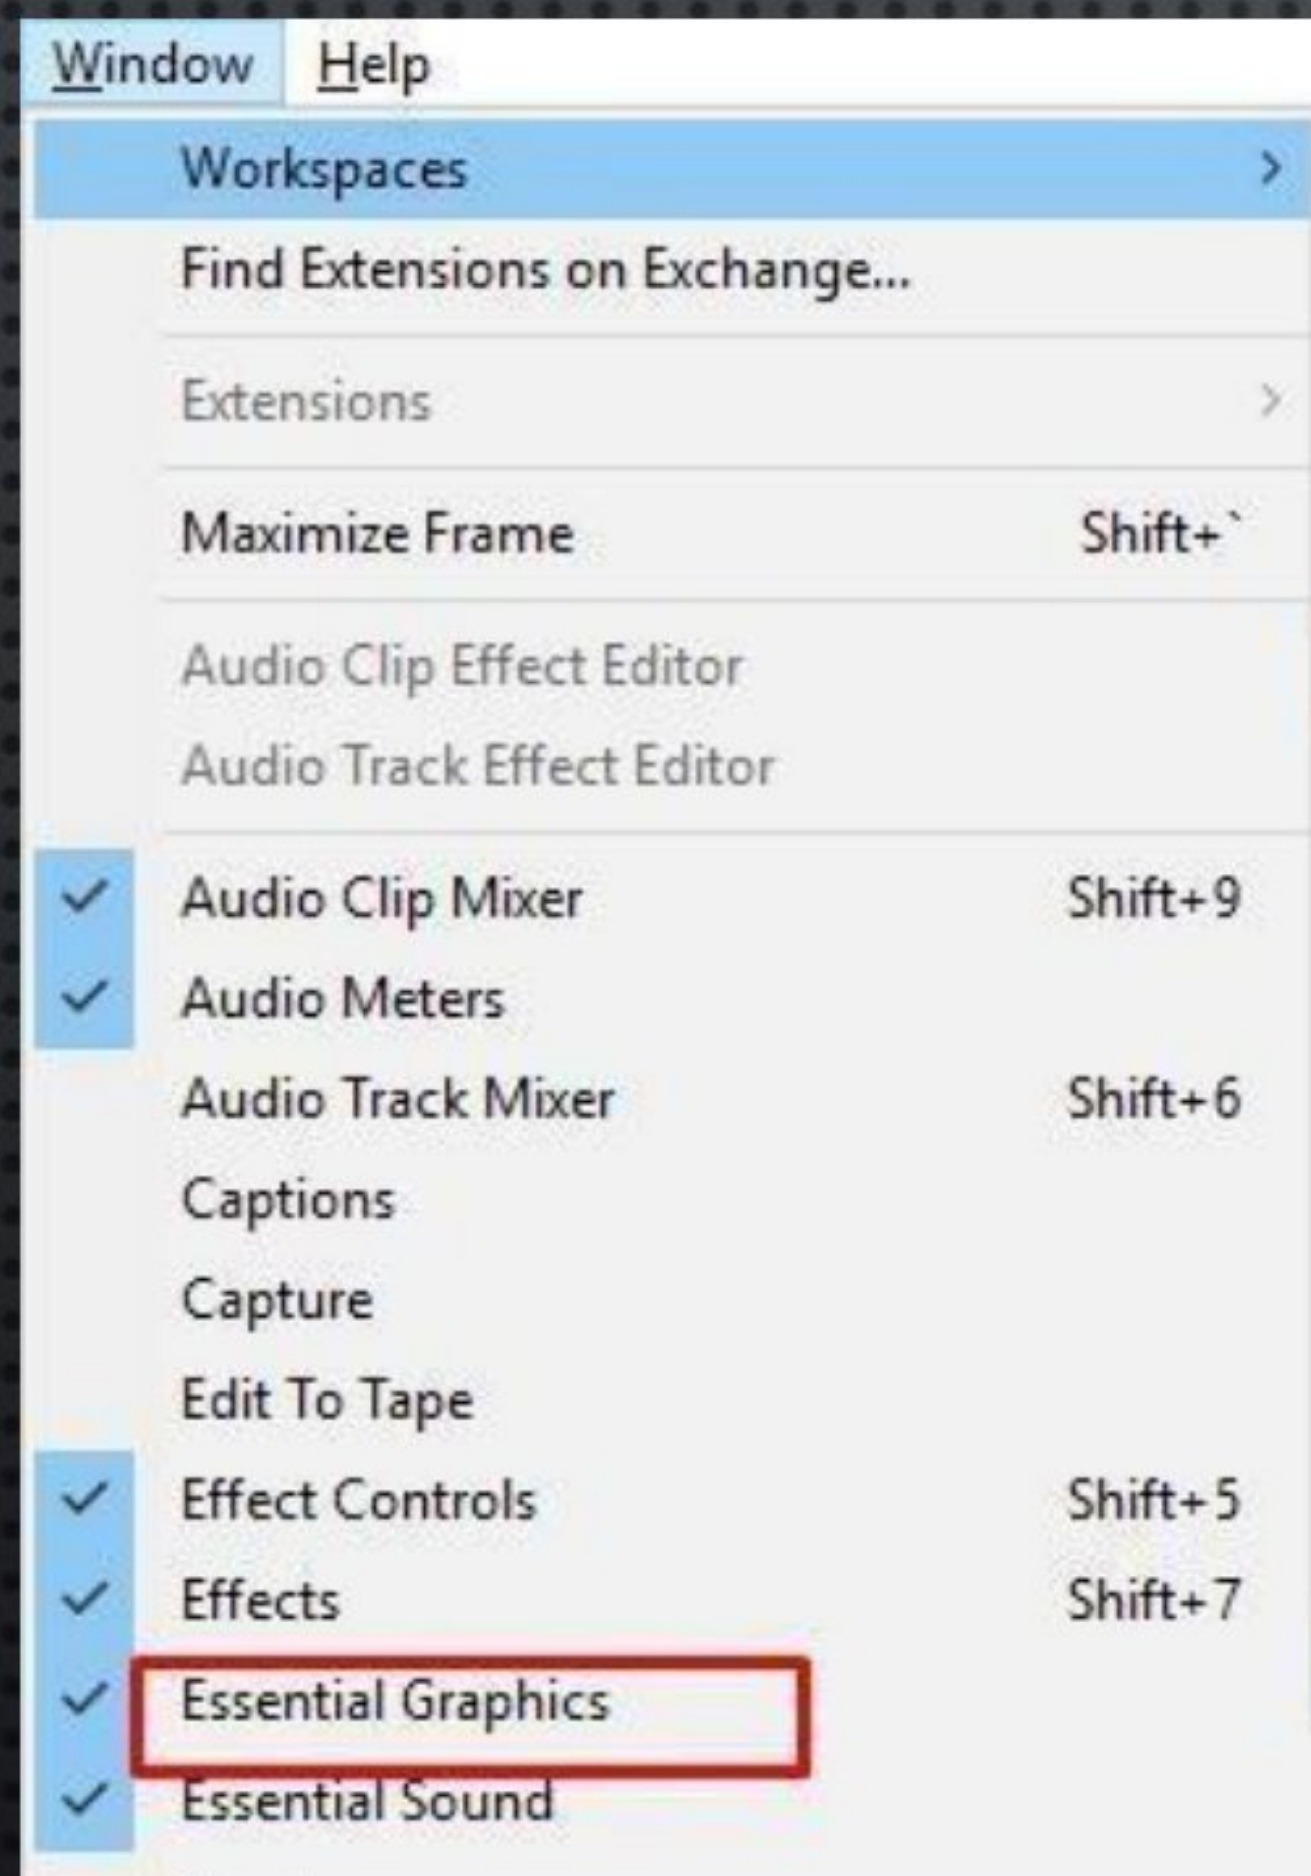 Window Help
Workspaces
Find Extensions on Exchange...
Extensions
Maximize Frame Shift+`
Audio Clip Effect Editor
Audio Track Effect Editor
Audio Clip Mixer Shift+9
Audio Meters
Audio Track Mixer Shift+6
Captions
Capture
Edit To Tape
Effect Controls Shift+5
Effects Shift+7
Essential Graphics
Essential Sound